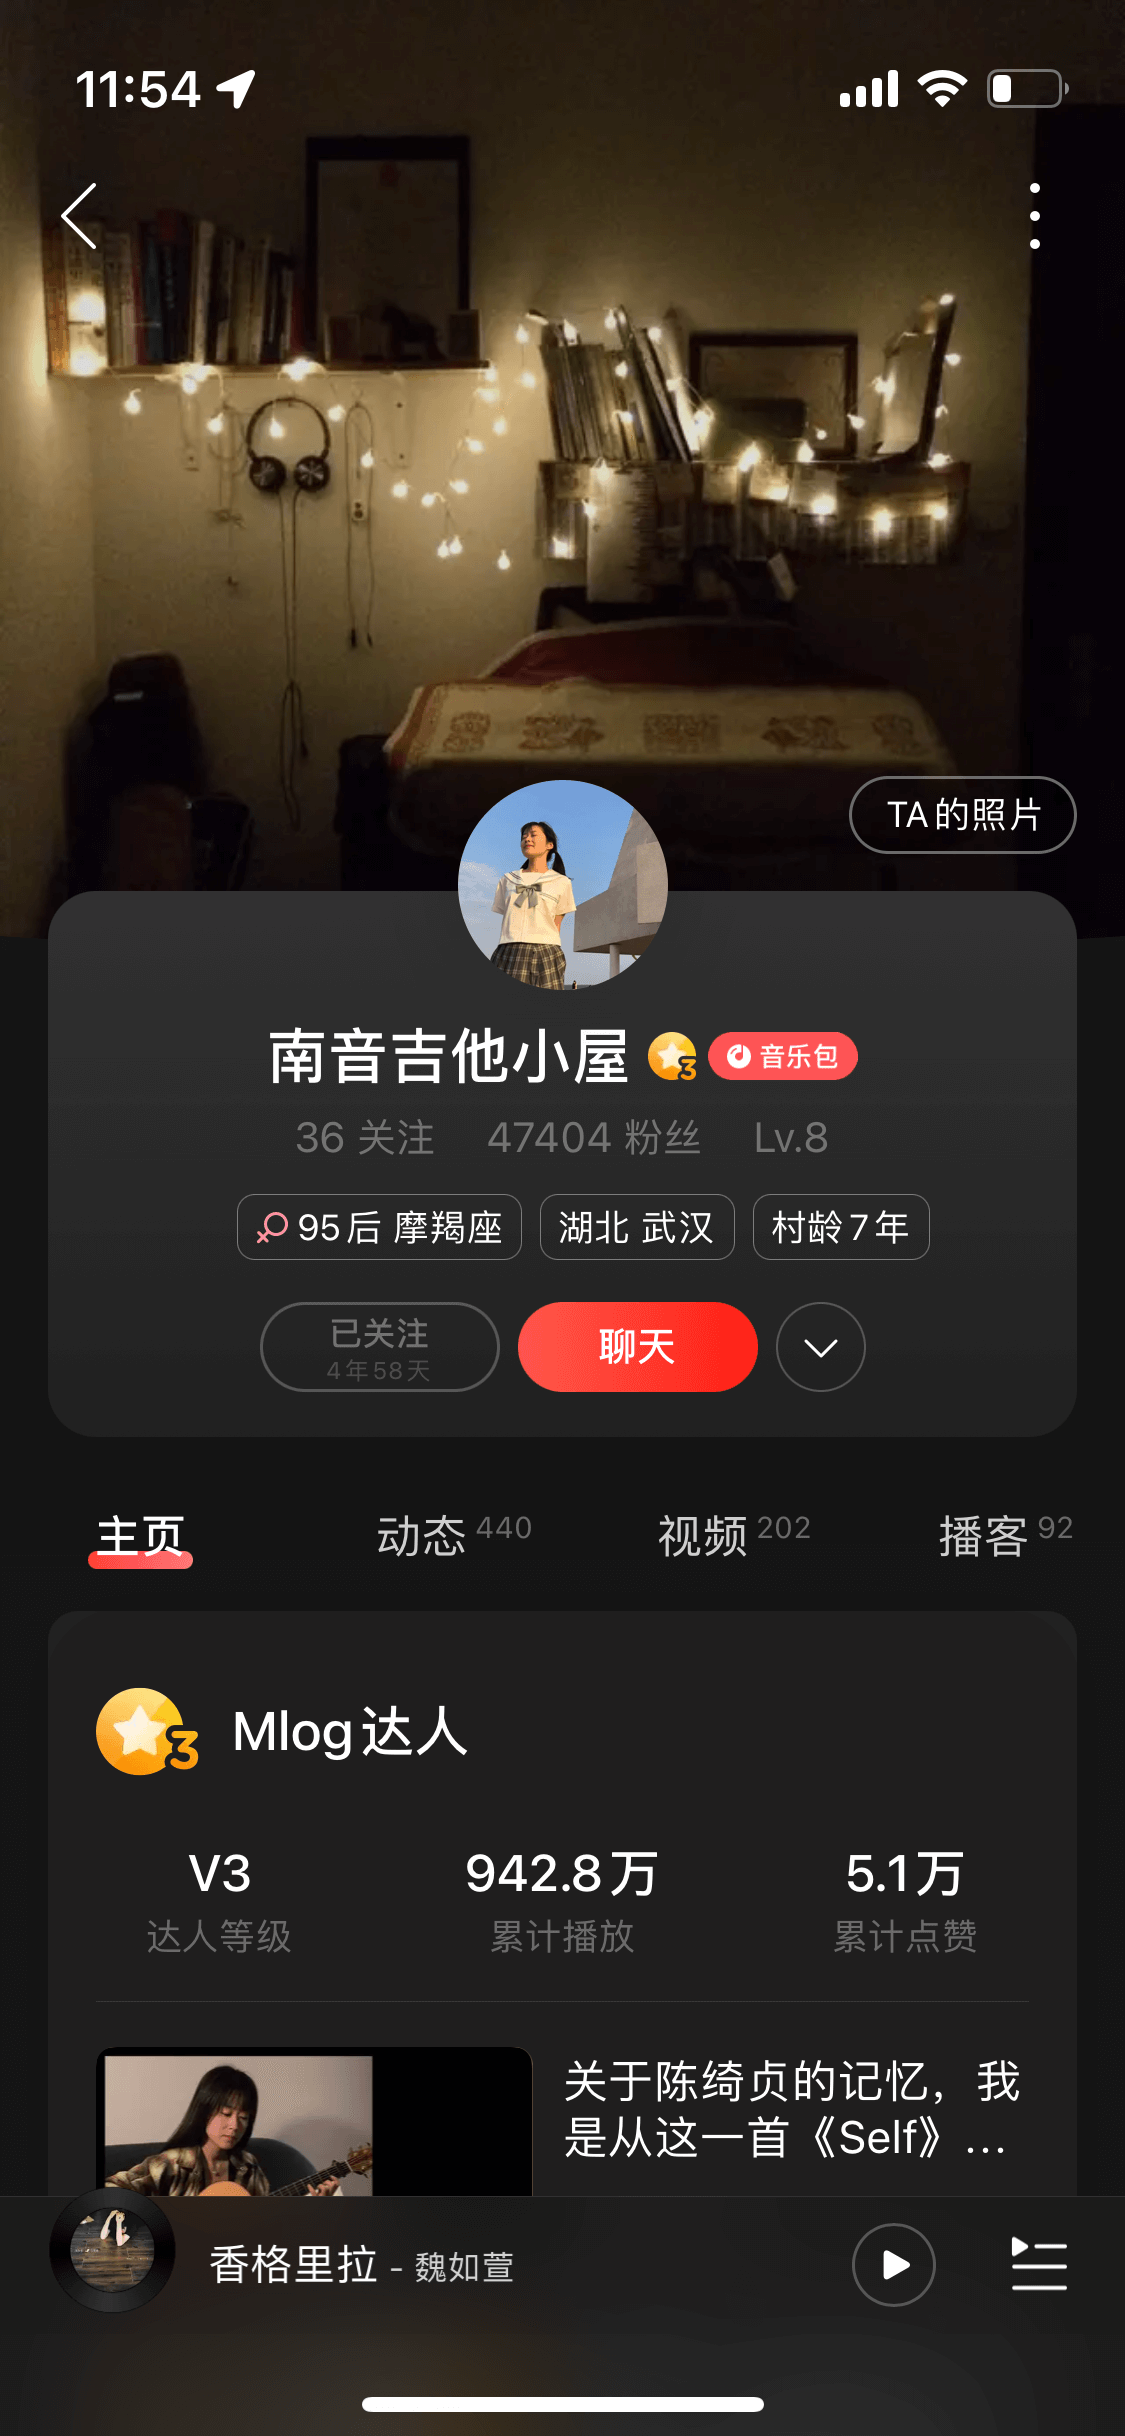 11:54
TA的照片
南音吉他小屋 3 音乐包
36 关注 47404 粉丝 Lv.8
95后 摩羯座 湖北 武汉 村龄7年
已关注 聊天
4年58天
主页 动态 440 视频 202 播客 92
3 Mlog达人
V3 942.8万 5.1万
达人等级 累计播放 累计点赞
关于陈绮贞的记忆，我
是从这一首《Self》...
香格里拉 - 魏如萱